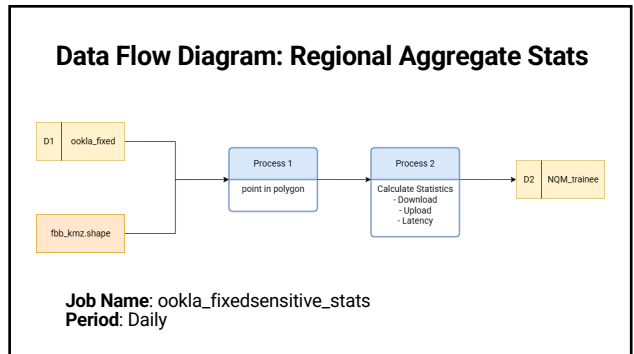 Data Flow Diagram: Regional Aggregate Stats
D1 ookla_fixed
fbb_kmz.shape
Process 1
point in polygon
Process 2
Calculate Statistics
- Download
- Upload
- Latency
D2 NQM_trainee
Job Name: ookla_fixedsensitive_stats
Period: Daily